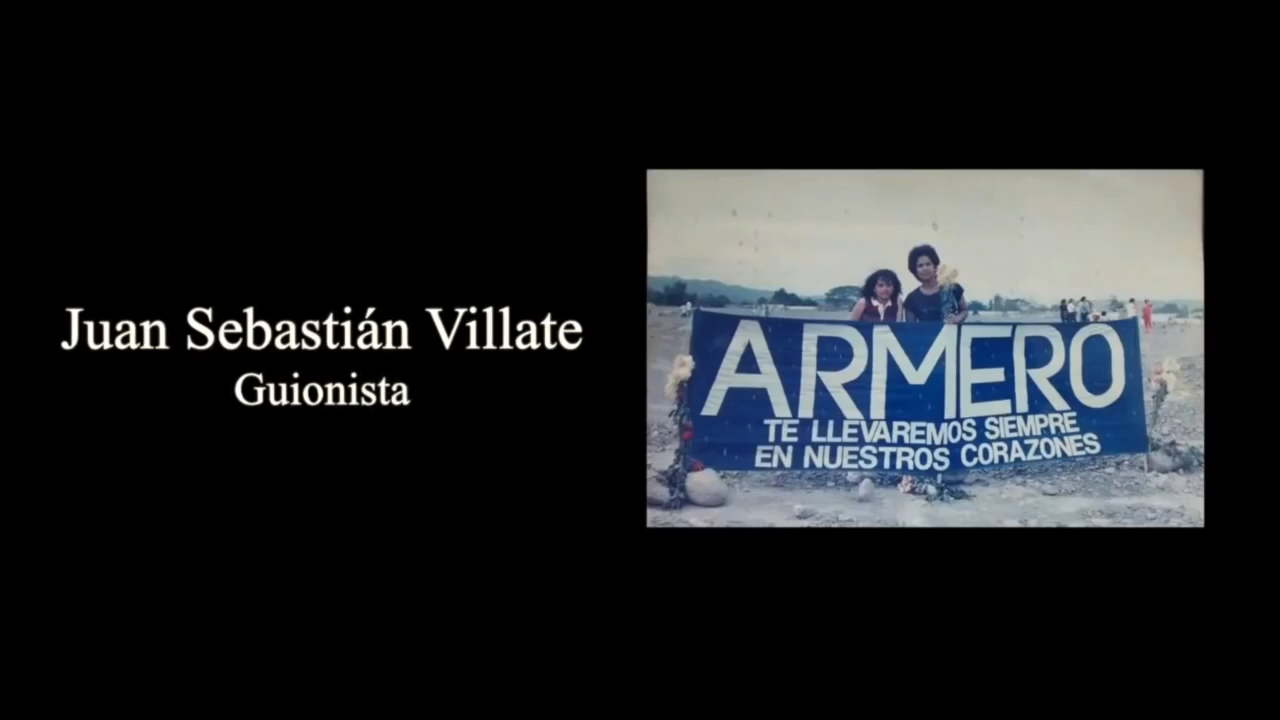 Juan Sebastián Villate
Guionista
ARMERO
TE LLEVAREMOS SIEMPRE
EN NUESTROS CORAZONES